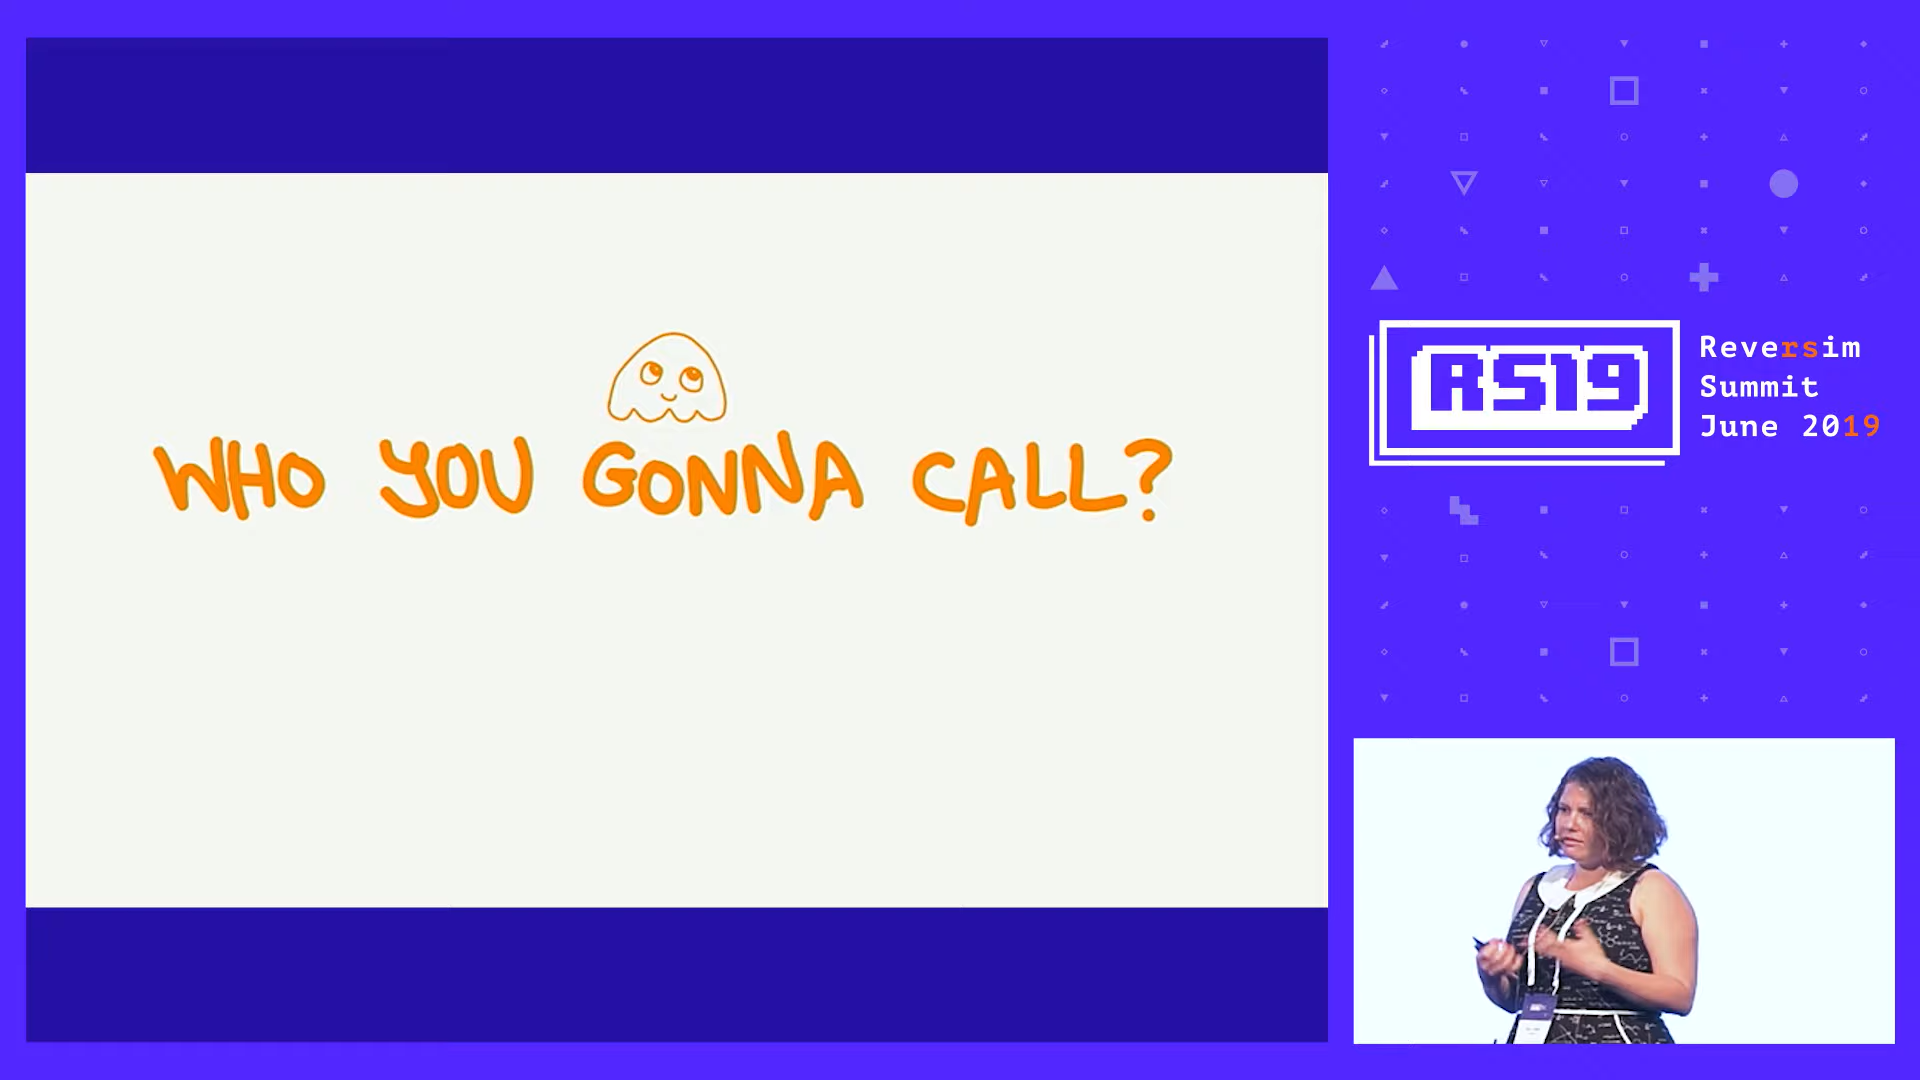 WHO YOU GONNA CALL?
RS19
Reversim
Summit
June 2019